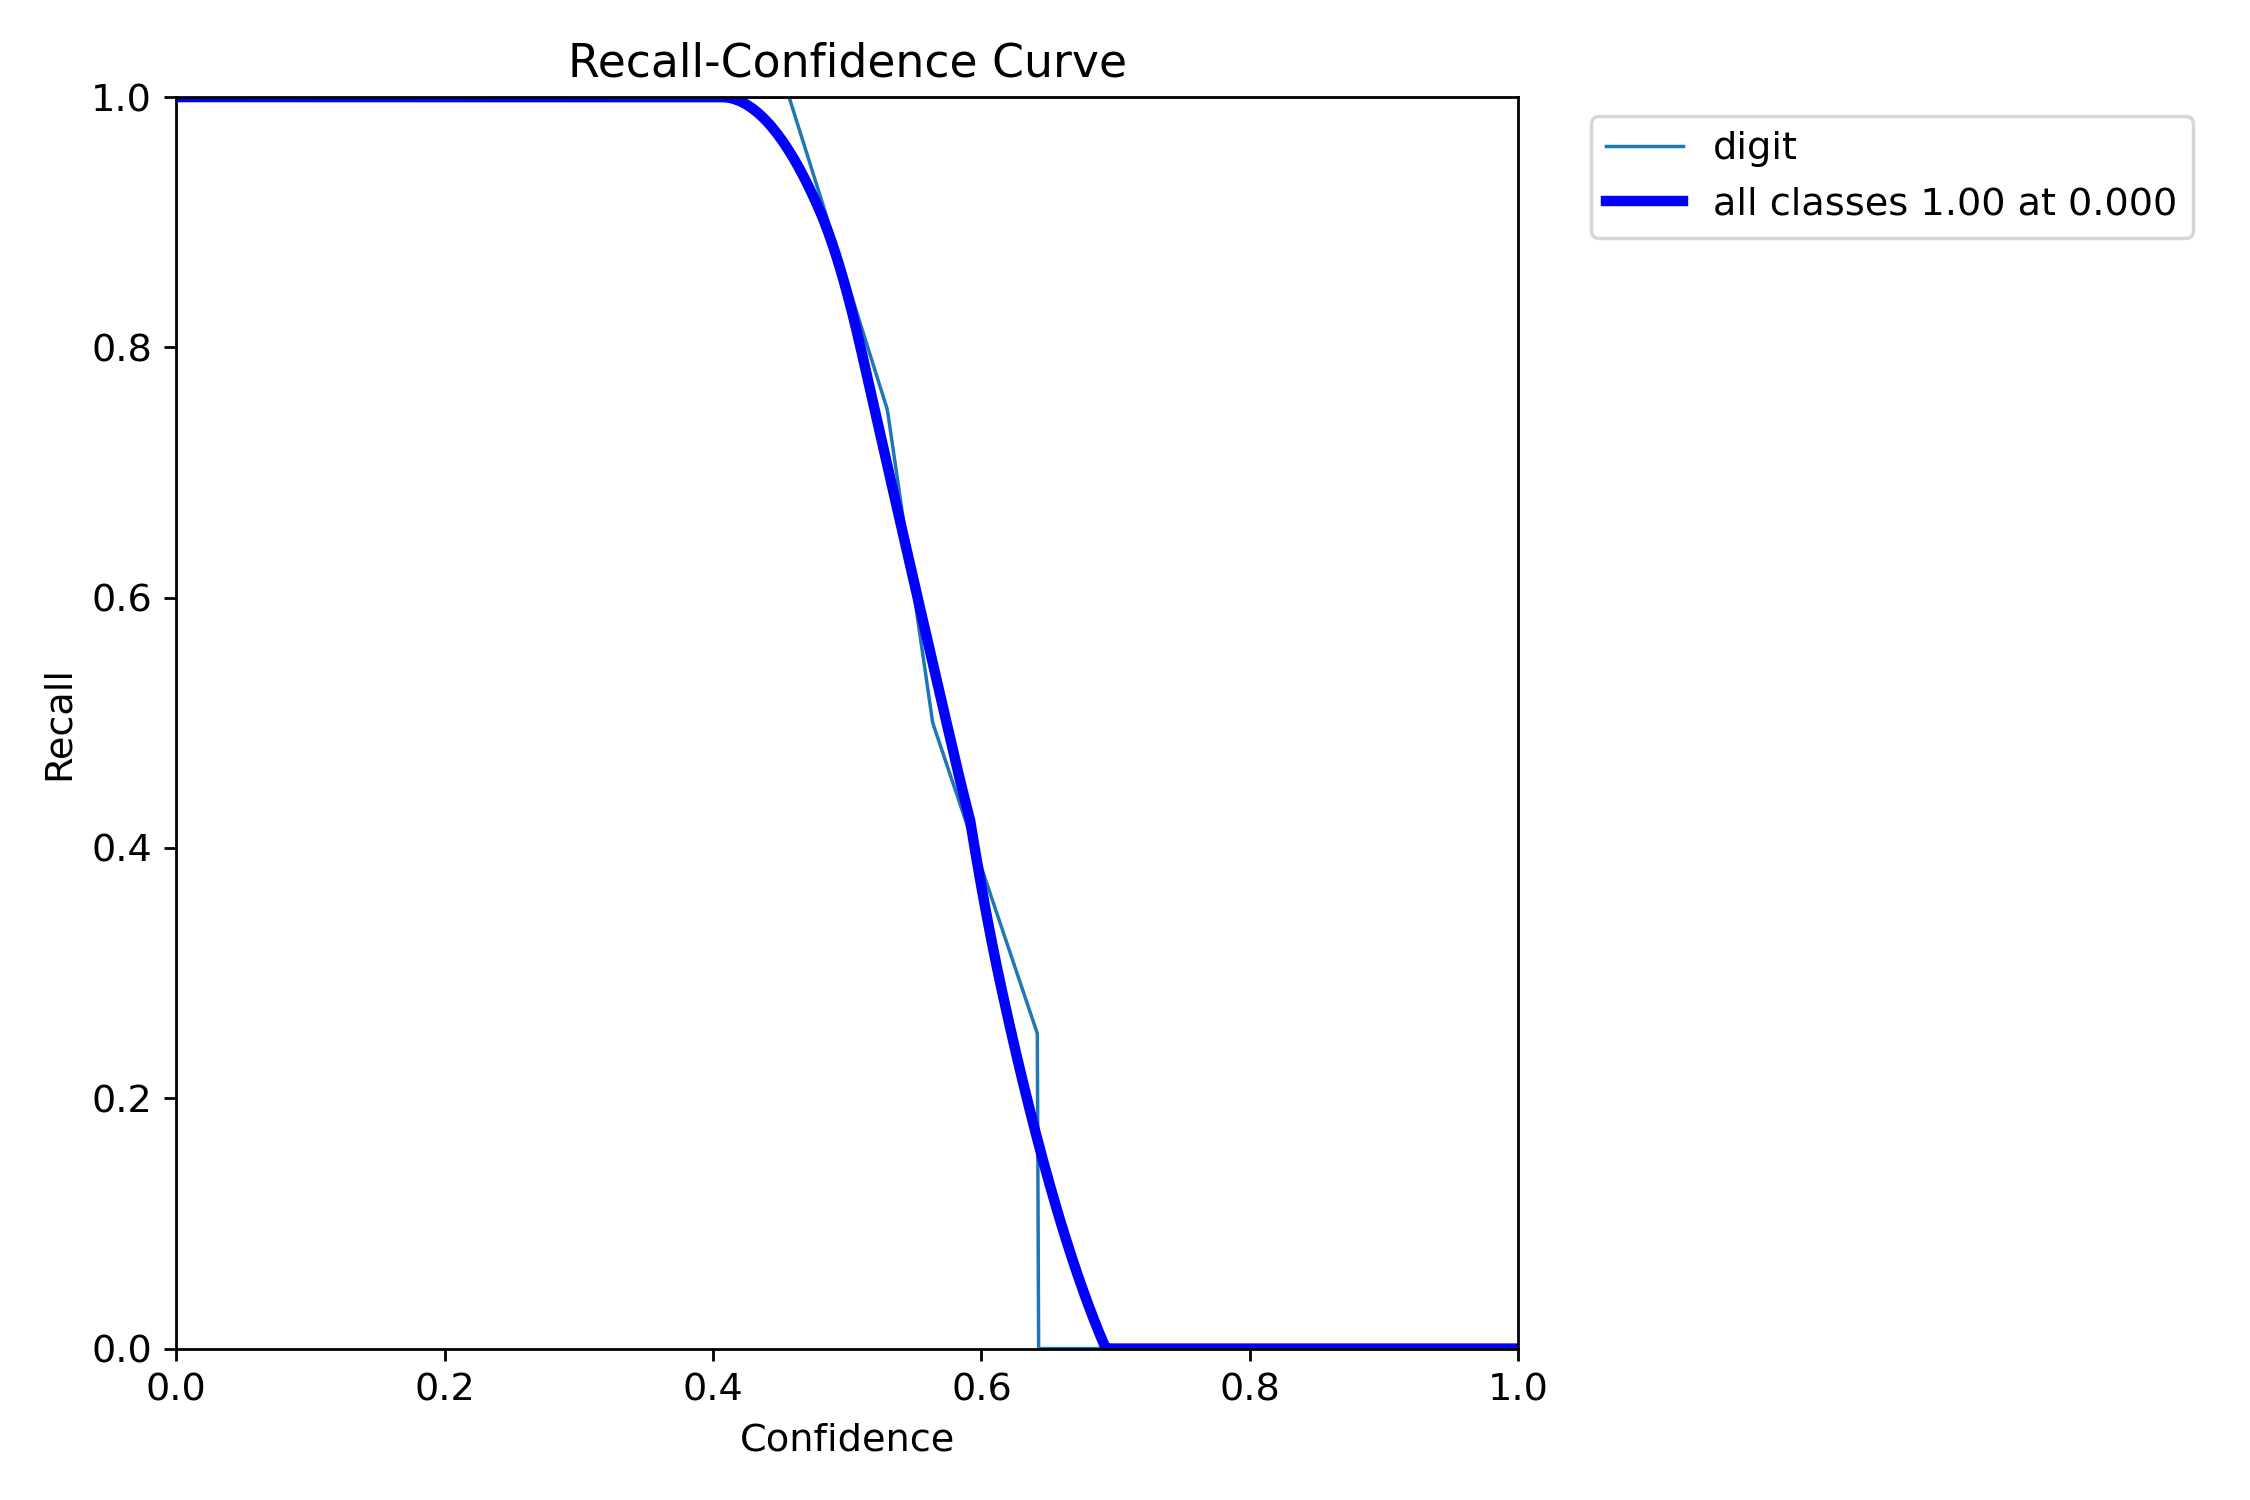 Recall-Confidence Curve
1.0
0.8
0.6
0.4
0.2
0.0
Recall
0.0 0.2 0.4 0.6 0.8 1.0
Confidence
digit
all classes 1.00 at 0.000